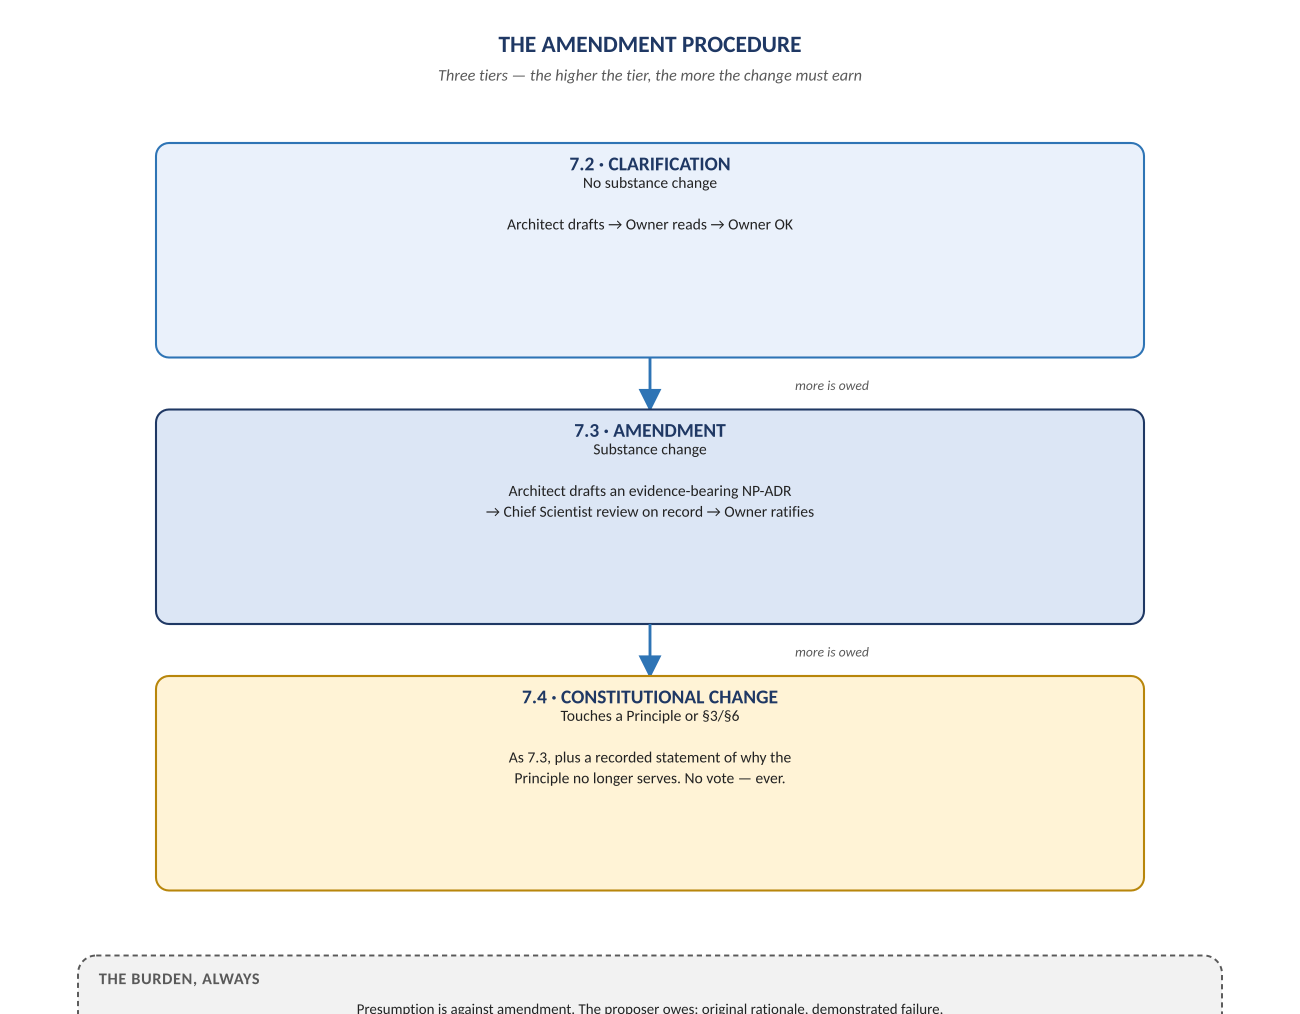 THE AMENDMENT PROCEDURE
Three tiers — the higher the tier, the more the change must earn
7.2 · CLARIFICATION
No substance change
Architect drafts → Owner reads → Owner OK
more is owed
7.3 · AMENDMENT
Substance change
Architect drafts an evidence-bearing NP-ADR
→ Chief Scientist review on record → Owner ratifies
more is owed
7.4 · CONSTITUTIONAL CHANGE
Touches a Principle or §3/§6
As 7.3, plus a recorded statement of why the
Principle no longer serves. No vote — ever.
THE BURDEN, ALWAYS
Presumption is against amendment. The proposer owes: original rationale, demonstrated failure,